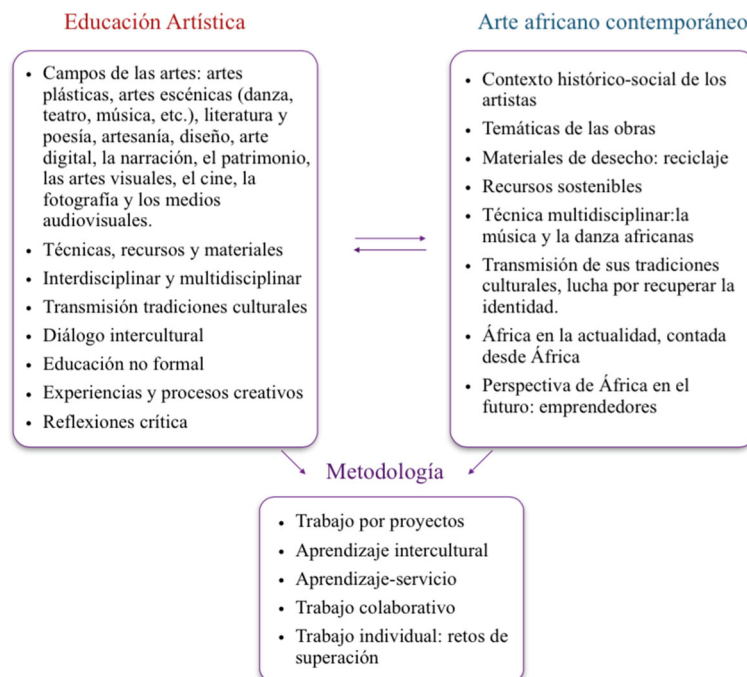 Educación Artística
• Campos de las artes: artes
plásticas, artes escénicas (danza,
teatro, música, etc.), literatura y
poesía, artesanía, diseño, arte
digital, la narración, el patrimonio,
las artes visuales, el cine, la
fotografía y los medios
audiovisuales.
• Técnicas, recursos y materiales
• Interdisciplinar y multidisciplinar
• Transmisión tradiciones culturales
• Diálogo intercultural
• Educación no formal
• Experiencias y procesos creativos
• Reflexiones crítica
Arte africano contemporáneo
• Contexto histórico-social de los
artistas
• Temáticas de las obras
• Materiales de desecho: reciclaje
• Recursos sostenibles
• Técnica multidisciplinar:la
música y la danza africanas
• Transmisión de sus tradiciones
culturales, lucha por recuperar la
identidad.
• África en la actualidad, contada
desde África
• Perspectiva de África en el
futuro: emprendedores
Metodología
• Trabajo por proyectos
• Aprendizaje intercultural
• Aprendizaje-servicio
• Trabajo colaborativo
• Trabajo individual: retos de
superación